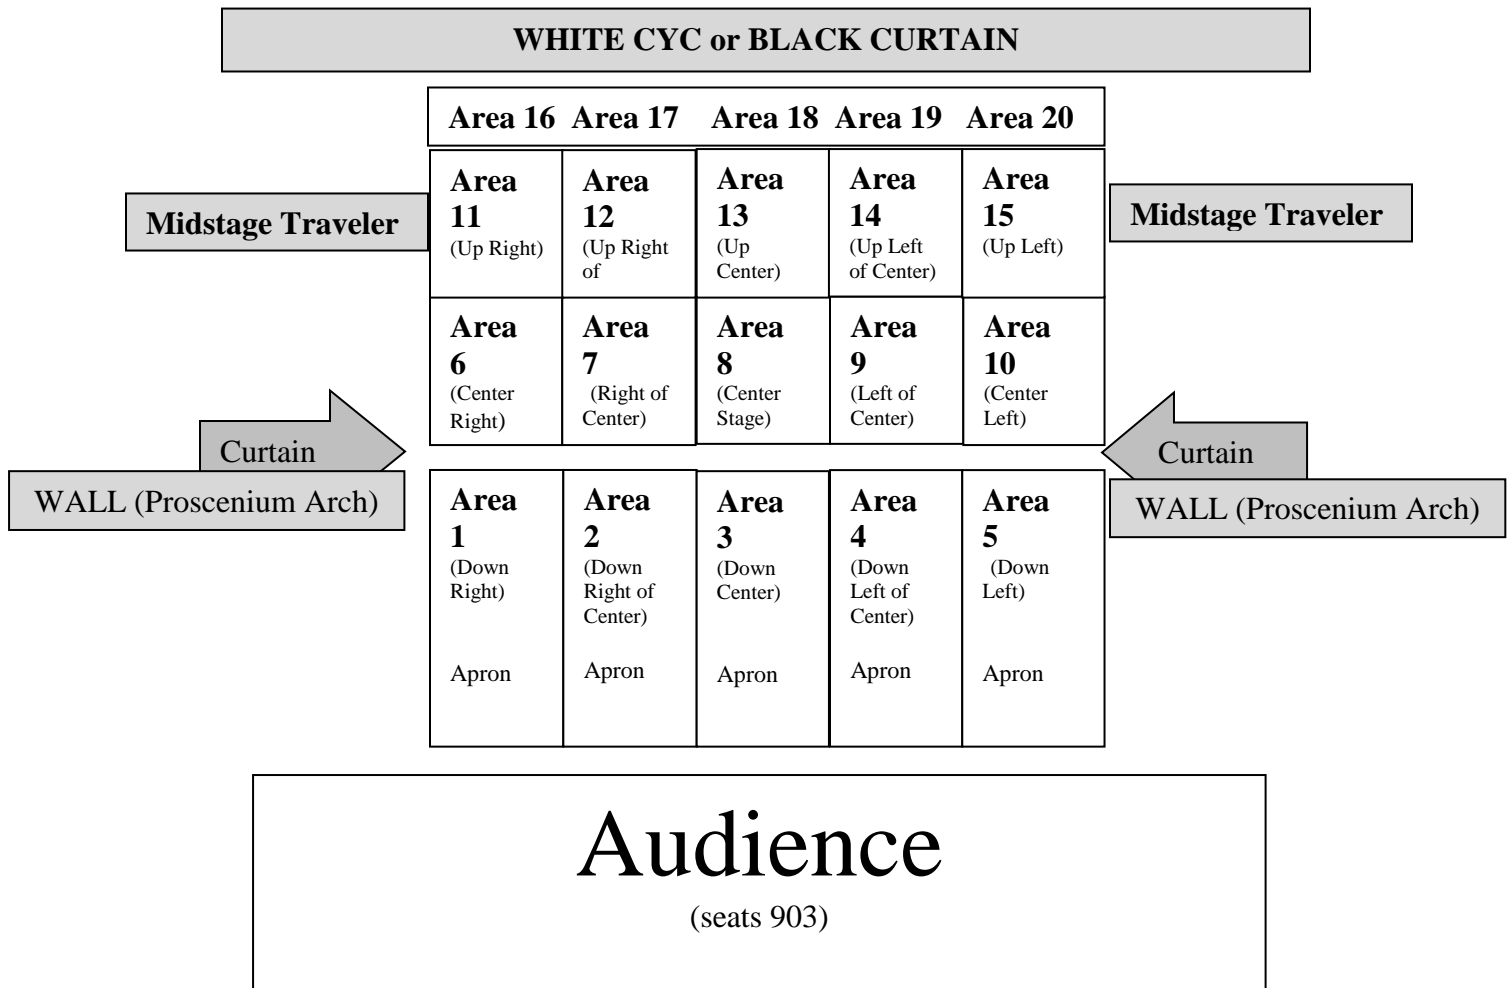 WHITE CYC or BLACK CURTAIN
Area 16 Area 17 Area 18 Area 19 Area 20
Midstage Traveler
Area
11
(Up Right)
Area
12
(Up Right
of
Area
13
(Up
Center)
Area
14
(Up Left
of Center)
Area
15
(Up Left)
Midstage Traveler
Area
6
(Center
Right)
Area
7
(Right of
Center)
Area
8
(Center
Stage)
Area
9
(Left of
Center)
Area
10
(Center
Left)
Curtain
Curtain
WALL (Proscenium Arch)
Area
1
(Down
Right)
Apron
Area
2
(Down
Right of
Center)
Apron
Area
3
(Down
Center)
Apron
Area
4
(Down
Left of
Center)
Apron
Area
5
(Down
Left)
Apron
WALL (Proscenium Arch)
Audience
(seats 903)